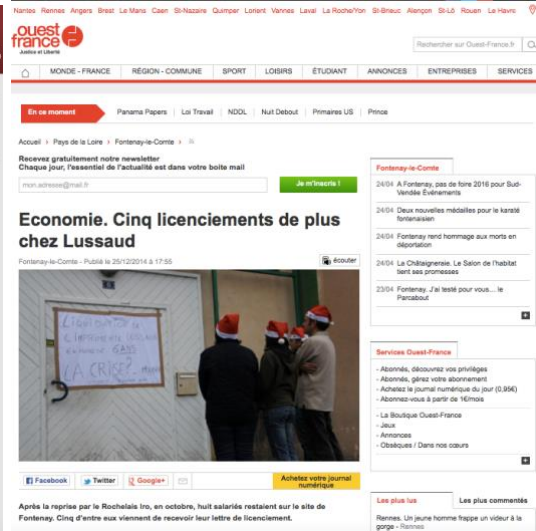 Nantes Rennes Angers Brest Le Mans Caen St-Nazaire Quimper Lorient Vannes Laval La Roche/Yon St-Brieuc Alençon St-Lô Rouen Le Havre
ouest
france
Justice et Liberté
Rechercher sur Ouest-France.fr
MONDE - FRANCE
RÉGION - COMMUNE
SPORT
LOISIRS
ÉTUDIANT
ANNONCES
ENTREPRISES
SERVICES
En ce moment
Panama Papers
Loi Travail
NDDL
Nuit Debout
Primaires US
Prince
Accueil › Pays de la Loire › Fontenay-le-Comte ›
Recevez gratuitement notre newsletter
Chaque jour, l'essentiel de l'actualité est dans votre boîte mail
mon.adresse@mail.fr
Je m'inscris !
Economie. Cinq licenciements de plus
chez Lussaud
Fontenay-le-Comte - Publié le 25/12/2014 à 17:55
écouter
LIQUIDATION DE
L'IMPRIMERIE LUSSAUD
LA CRISE?
Facebook
Twitter
Google+
Achetez votre journal
numérique
Après la reprise par le Rochelais Iro, en octobre, huit salariés restaient sur le site de
Fontenay. Cinq d'entre eux viennent de recevoir leur lettre de licenciement.
Fontenay-le-Comte
24/04 A Fontenay, pas de foire 2016 pour Sud-
Vendée Événements
24/04 Deux nouvelles médailles pour le karaté
fontenaisien
24/04 Fontenay rend hommage aux morts en
déportation
24/04 La Châtaigneraie. Le Salon de l'habitat
tient ses promesses
23/04 Fontenay. J'ai testé pour vous... le
Parcabout
Services Ouest-France
- Abonnés, découvrez vos privilèges
- Abonnés, gérez votre abonnement
- Achetez le journal numérique du jour (0,95€)
- Abonnez-vous à partir de 1€/mois
- La Boutique Ouest-France
- Jeux
- Annonces
- Obsèques / Dans nos cœurs
Les plus lus
Les plus commentés
Rennes. Un jeune homme frappe un videur à la
gorge - Rennes